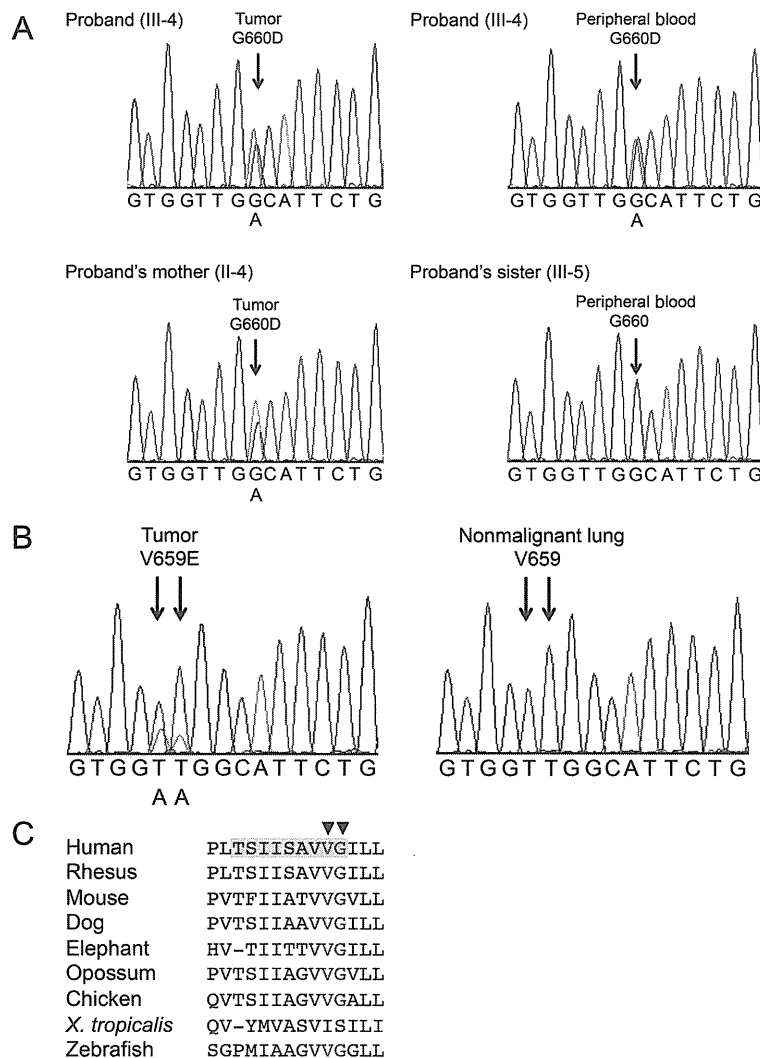 A
Proband (III-4)
Tumor
G660D
GTGGTTGGCATTCTG
A
Proband (III-4)
Peripheral blood
G660D
GTGGTTGGCATTCTG
A
Proband's mother (II-4)
Tumor
G660D
GTGGTTGGCATTCTG
A
Proband's sister (III-5)
Peripheral blood
G660
GTGGTTGGCATTCTG
B
Tumor
V659E
GTGGTTGGCATTCTG
AA
Nonmalignant lung
V659
GTGGTTGGCATTCTG
C
Human PLTSIISAVVGILL
Rhesus PLTSIISAVVGILL
Mouse PVTFIIATVVGVLL
Dog PVTSIIAAVVGILL
Elephant HV-TIITTVVGILL
Opossum PVTSIIAGVVGVLL
Chicken QVTSIIAGVVGALL
X. tropicalis QV-YMVASVISILI
Zebrafish SGPMIAAGVVGGLL